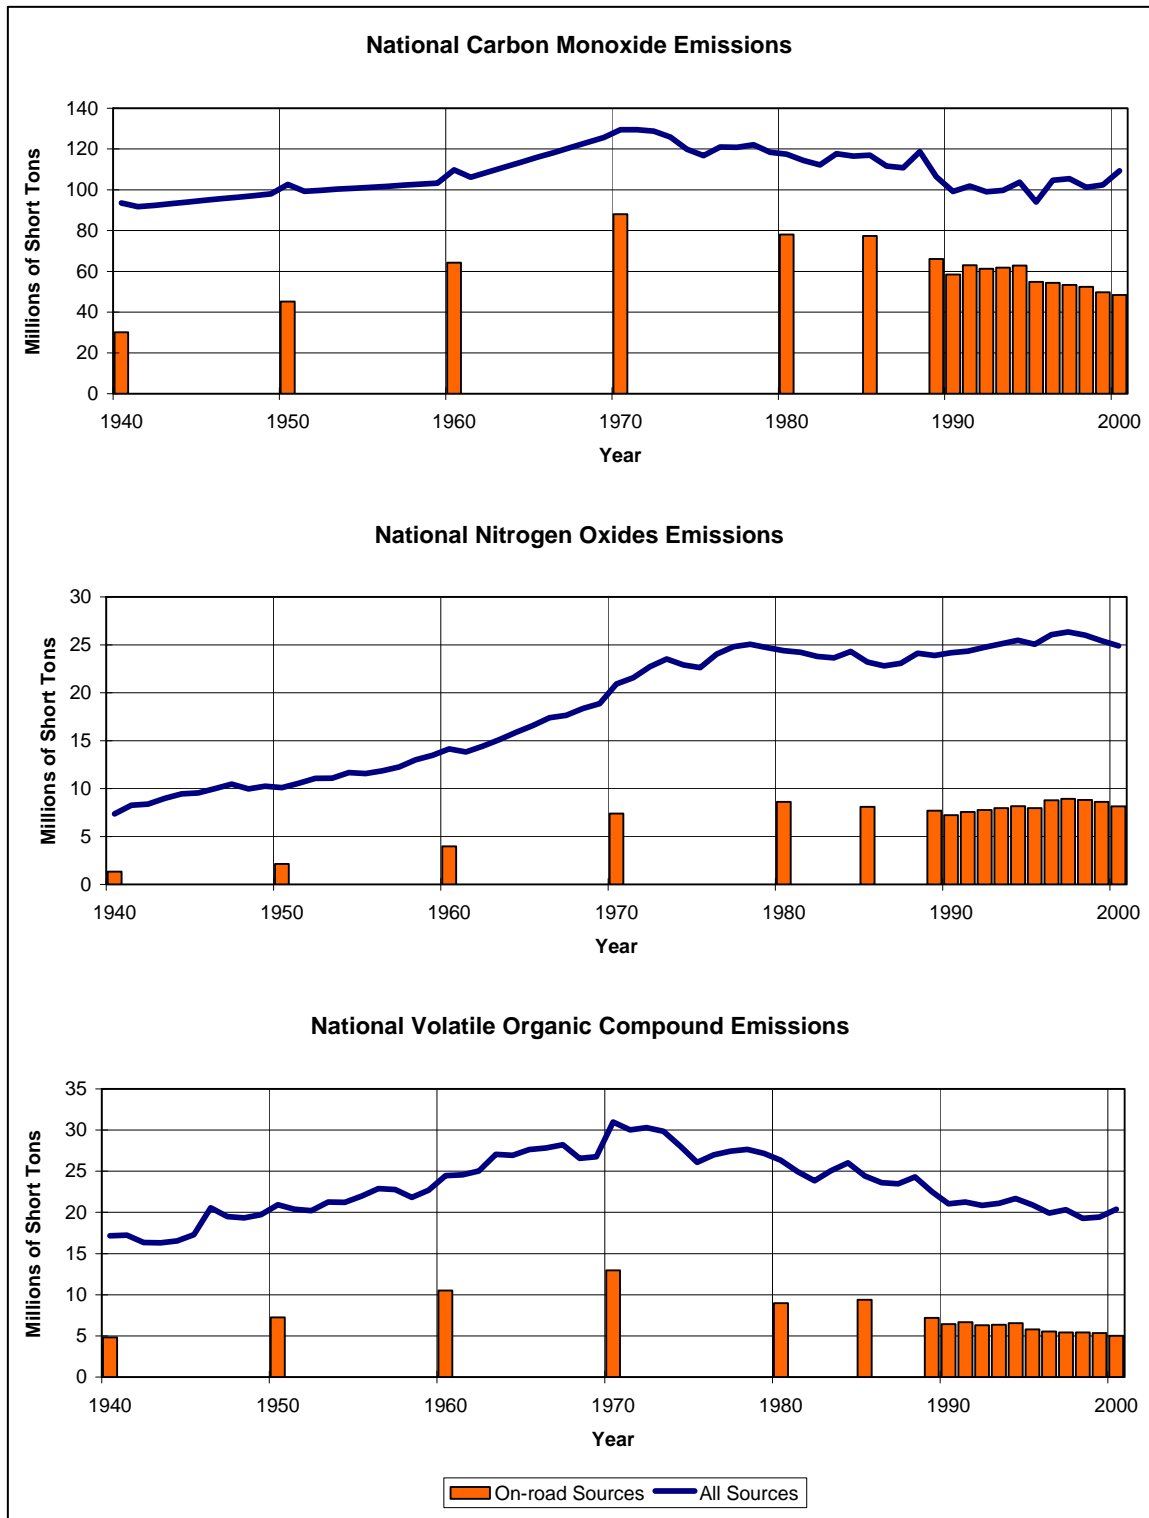 National Carbon Monoxide Emissions
Millions of Short Tons
140
120
100
80
60
40
20
0
1940 1950 1960 1970 1980 1990 2000
Year
National Nitrogen Oxides Emissions
Millions of Short Tons
30
25
20
15
10
5
0
1940 1950 1960 1970 1980 1990 2000
Year
National Volatile Organic Compound Emissions
Millions of Short Tons
35
30
25
20
15
10
5
0
1940 1950 1960 1970 1980 1990 2000
Year
On-road Sources All Sources